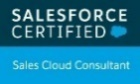 SALESFORCE
CERTIFIED
Sales Cloud Consultant